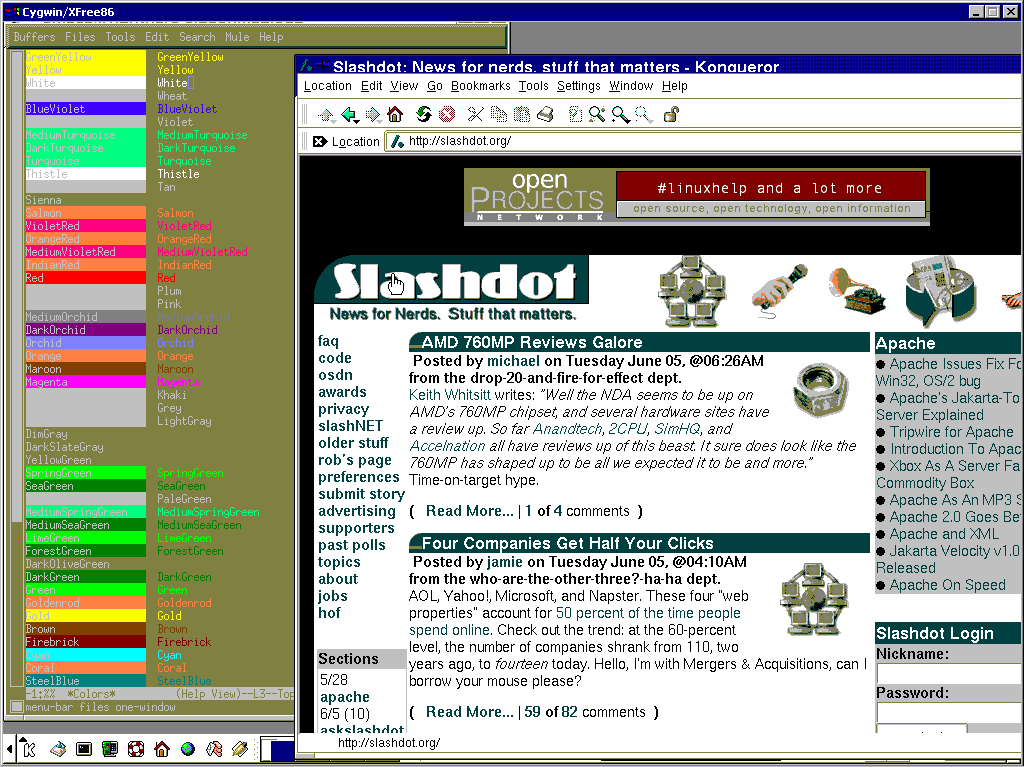 Cygwin/XFree86
Buffers Files Tools Edit Search Mule Help
GreenYellow GreenYellow
Yellow Yellow
White White
Wheat
BlueViolet BlueViolet
Violet
MediumTurquoise MediumTurquoise
DarkTurquoise DarkTurquoise
Turquoise Turquoise
Thistle Thistle
Tan
Sienna
Salmon Salmon
VioletRed VioletRed
OrangeRed OrangeRed
MediumVioletRed MediumVioletRed
IndianRed IndianRed
Red Red
Plum
Pink
MediumOrchid MediumOrchid
DarkOrchid DarkOrchid
Orchid Orchid
Orange Orange
Maroon Maroon
Magenta Magenta
Khaki
Grey
LightGray
DimGray
DarkSlateGray
YellowGreen
SpringGreen SpringGreen
SeaGreen SeaGreen
PaleGreen
MediumSpringGreen MediumSpringGreen
MediumSeaGreen MediumSeaGreen
LimeGreen LimeGreen
ForestGreen ForestGreen
DarkOliveGreen
DarkGreen DarkGreen
Green Green
Goldenrod Goldenrod
Gold Gold
Brown Brown
Firebrick Firebrick
Cyan Cyan
Coral Coral
SteelBlue SteelBlue
-1:%% *Colors* (Help View)--L3--Top
menu-bar files one-window
Slashdot: News for nerds, stuff that matters - Konqueror
Location Edit View Go Bookmarks Tools Settings Window Help
Location http://slashdot.org/
open
PROJECTS
NETWORK
#linuxhelp and a lot more
open source, open technology, open information
Slashdot
News for Nerds. Stuff that matters.
faq
code
osdn
awards
privacy
slashNET
older stuff
rob's page
preferences
submit story
advertising
supporters
past polls
topics
about
jobs
hof
Sections
5/28
apache
6/5 (10)
askslashdot
AMD 760MP Reviews Galore
Posted by michael on Tuesday June 05, @06:26AM
from the drop-20-and-fire-for-effect dept.
Keith Whitsitt writes: "Well the NDA seems to be up on
AMD's 760MP chipset, and several hardware sites have
a review up. So far Anandtech, 2CPU, SimHQ, and
Accelnation all have reviews up of this beast. It sure does look like the
760MP has shaped up to be all we expected it to be and more."
Time-on-target hype.
( Read More... | 1 of 4 comments )
Four Companies Get Half Your Clicks
Posted by jamie on Tuesday June 05, @04:10AM
from the who-are-the-other-three?-ha-ha dept.
AOL, Yahoo!, Microsoft, and Napster. These four "web
properties" account for 50 percent of the time people
spend online. Check out the trend: at the 60-percent
level, the number of companies shrank from 110, two
years ago, to fourteen today. Hello, I'm with Mergers & Acquisitions, can I
borrow your mouse please?
( Read More... | 59 of 82 comments )
Apache
Apache Issues Fix Fo
Win32, OS/2 bug
Apache's Jakarta-To
Server Explained
Tripwire for Apache
Introduction To Apac
Xbox As A Server Fa
Commodity Box
Apache As An MP3 S
Apache 2.0 Goes Be
Apache and XML
Jakarta Velocity v1.0
Released
Apache On Speed
Slashdot Login
Nickname:
Password:
http://slashdot.org/